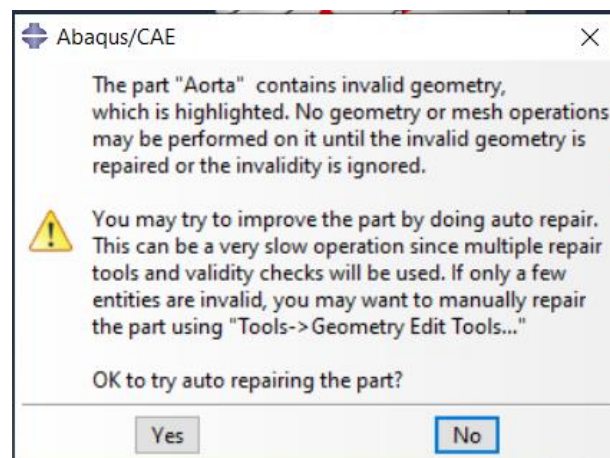 Abaqus/CAE
The part "Aorta"  contains invalid geometry,
which is highlighted. No geometry or mesh operations
may be performed on it until the invalid geometry is
repaired or the invalidity is ignored.
You may try to improve the part by doing auto repair.
This can be a very slow operation since multiple repair
tools and validity checks will be used. If only a few
entities are invalid, you may want to manually repair
the part using "Tools->Geometry Edit Tools..."
OK to try auto repairing the part?
Yes
No